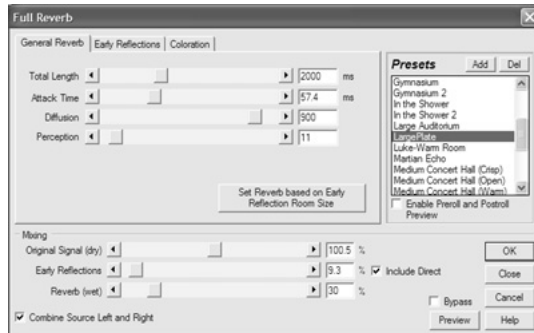 Full Reverb
General Reverb Early Reflections Coloration
Total Length 2000 ms
Attack Time 57.4 ms
Diffusion 900
Perception 11
Set Reverb based on Early
Reflection Room Size
Presets Add Del
Gymnasium
Gymnasium 2
In the Shower
In the Shower 2
Large Auditorium
LargePlate
Luke-Warm Room
Martian Echo
Medium Concert Hall (Crisp)
Medium Concert Hall (Open)
Medium Concert Hall (Warm)
Enable Preroll and Postroll
Preview
Mixing
Original Signal (dry) 100.5 %
Early Reflections 9.3 % Include Direct
Reverb (wet) 30 %
Combine Source Left and Right
OK
Close
Bypass Cancel
Preview Help